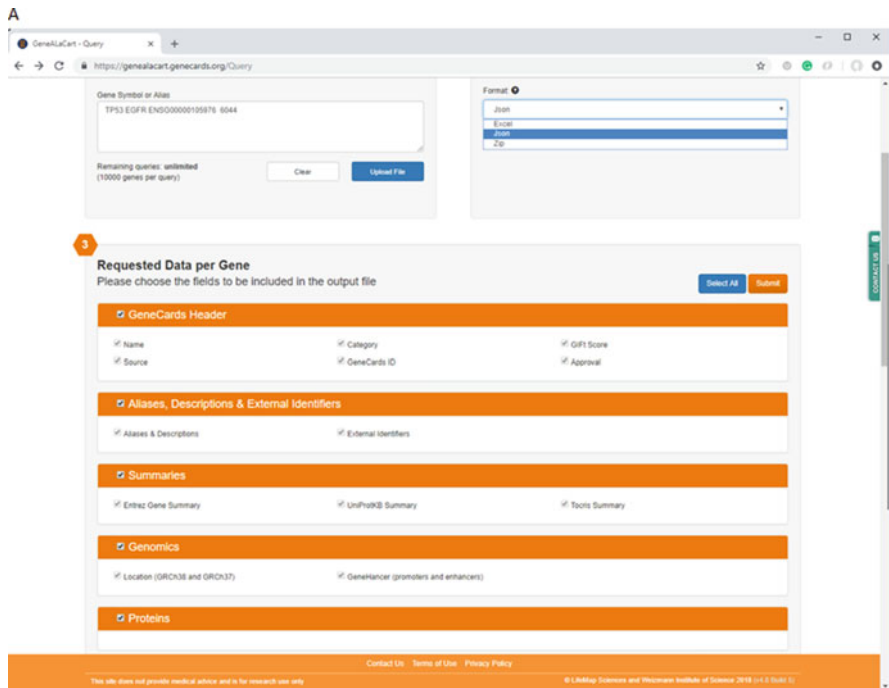 A
GeneALaCart - Query
https://genealacart.genecards.org/Query
Gene Symbol or Alias
TP53 EGFR ENSG00000105976 6044
Format
Json
Excel
Json
Zip
Remaining queries: unlimited
(10000 genes per query)
Clear
Upload File
CONTACT US
3
Requested Data per Gene
Please choose the fields to be included in the output file
Select All
Submit
GeneCards Header
Name
Category
GIFtS Score
Source
GeneCards ID
Approval
Aliases, Descriptions & External Identifiers
Aliases & Descriptions
External Identifiers
Summaries
Entrez Gene Summary
UniProtKB Summary
Tocris Summary
Genomics
Location (GRCh38 and GRCh37)
GeneHancer (promoters and enhancers)
Proteins
Contact Us Terms of Use Privacy Policy
This site does not provide medical advice and is for research use only
© LifeMap Sciences and Weizmann Institute of Science 2018